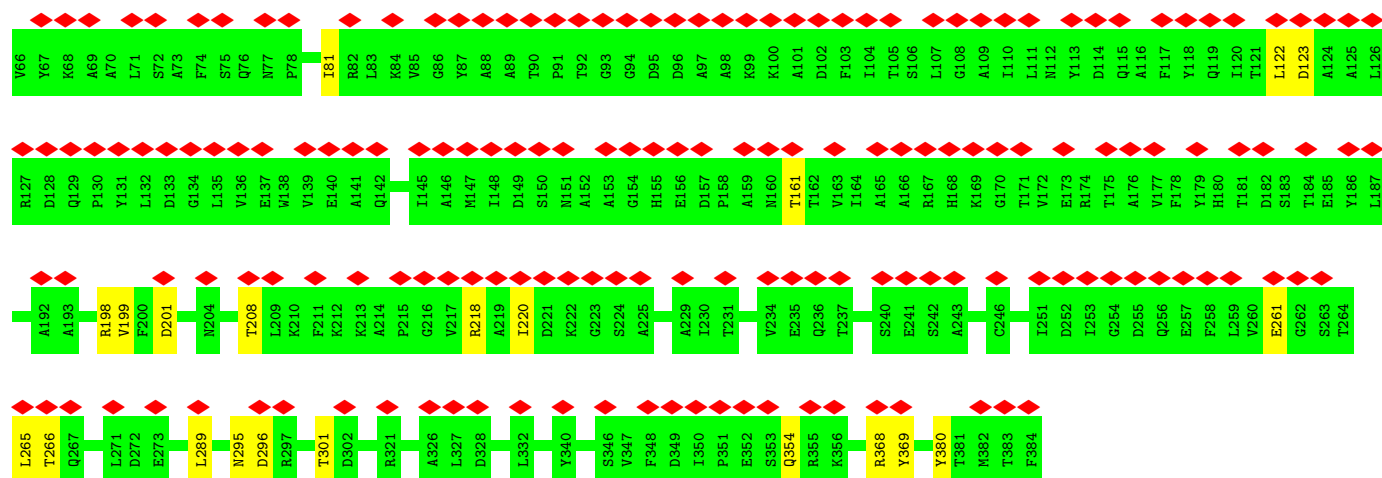 V66 Y67 K68 A69 A70 L71 S72 A73 F74 S75 Q76 N77 P78 I81 R82 L83 K84 V85 G86 Y87 A88 A89 T90 P91 T92 G93 G94 D95 D96 A97 A98 K99 K100 A101 D102 F103 I104 T105 S106 L107 G108 A109 I110 L111 N112 Y113 D114 Q115 A116 F117 Y118 Q119 I120 T121 L122 D123 A124 A125 L126
R127 D128 Q129 P130 Y131 L132 D133 G134 L135 V136 E137 W138 V139 E140 A141 Q142 I145 A146 M147 I148 D149 S150 N151 A152 A153 G154 H155 E156 D157 P158 A159 N160 T161 T162 V163 I164 A165 A166 R167 H168 K169 G170 T171 V172 E173 R174 T175 A176 V177 F178 Y179 H180 T181 D182 S183 T184 E185 Y186 L187
A192 A193 R198 V199 F200 D201 N204 T208 L209 K210 F211 K212 K213 A214 P215 G216 V217 R218 A219 I220 D221 K222 G223 S224 A225 A229 I230 T231 V234 E235 Q236 T237 S240 E241 S242 A243 C246 I251 D252 I253 G254 D255 Q256 E257 F258 L259 V260 E261 G262 S263 T264
L265 T266 Q267 L271 D272 E273 L289 N295 D296 R297 T301 D302 R321 A326 L327 D328 L332 Y340 S346 V347 F348 D349 I350 P351 E352 S353 Q354 R355 K356 R368 Y369 Y380 T381 M382 T383 F384